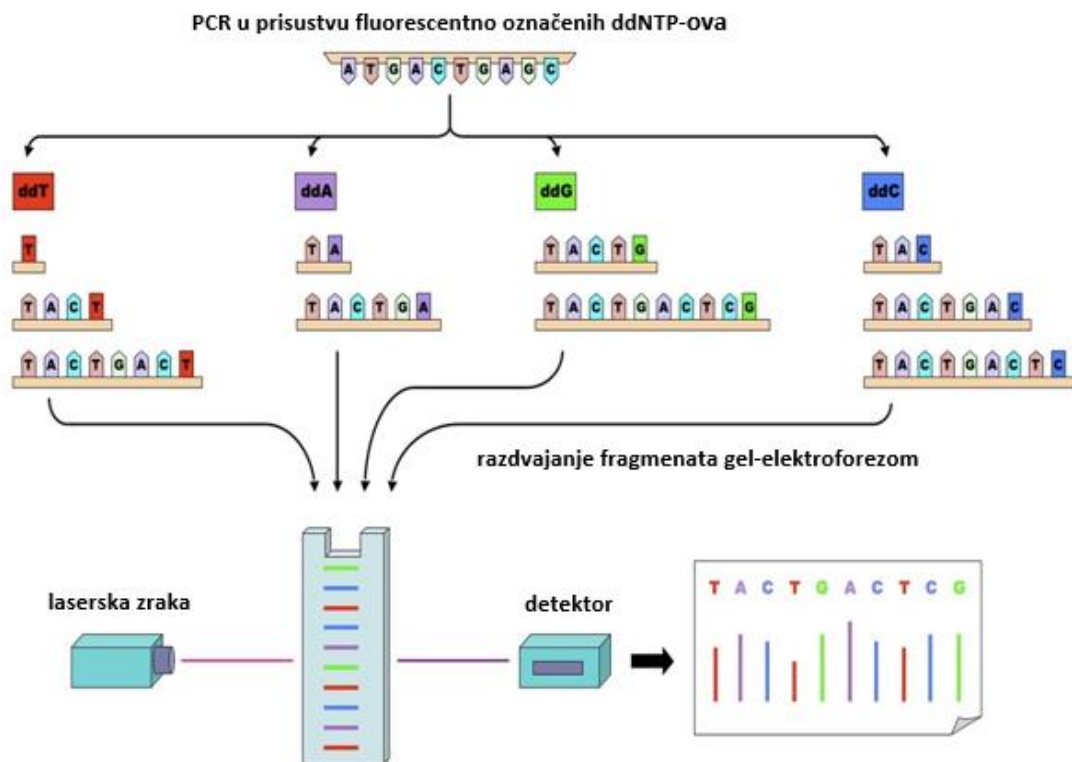 PCR u prisustvu fluorescentno označenih ddNTP-ova
A T G A C T G A G C
ddT ddA ddG ddC
T T A T A C T G T A C
T A C T T A C T G A T A C T G A C T C G T A C T G A C
T A C T G A C T T A C T G A C T C
razdvajanje fragmenata gel-elektroforezom
laserska zraka
detektor
T A C T G A C T C G